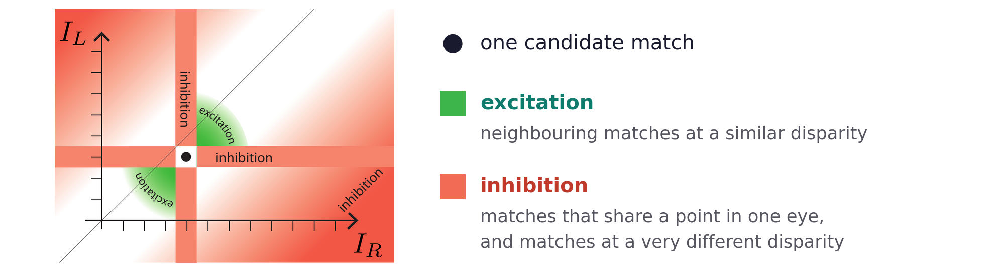 I_L
inhibition
excitation
inhibition
excitation
inhibition
I_R
one candidate match
excitation
neighbouring matches at a similar disparity
inhibition
matches that share a point in one eye,
and matches at a very different disparity